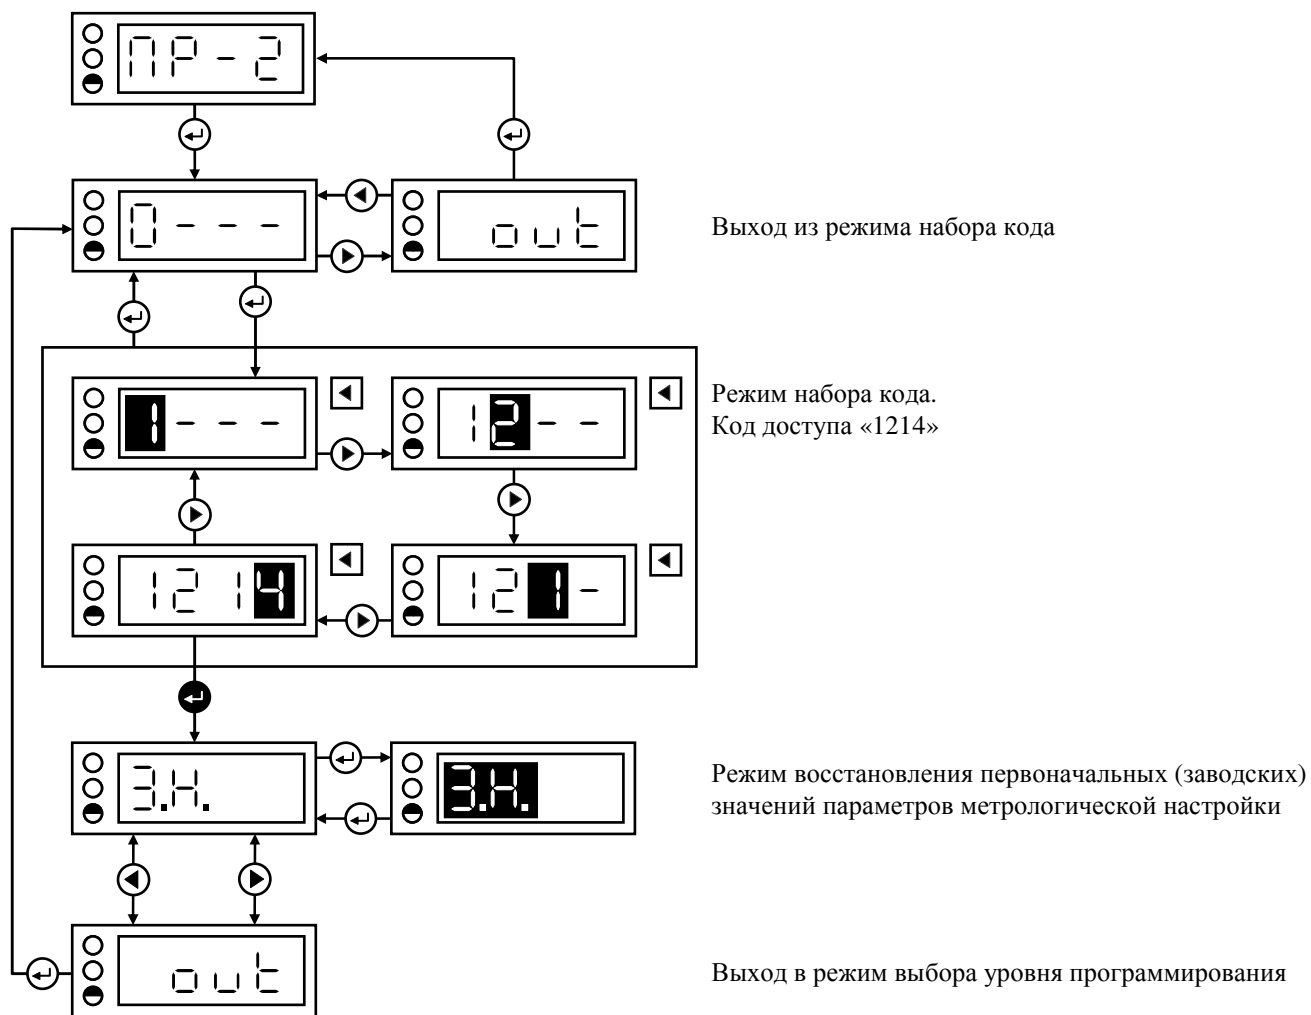 ПР-2
0---
out
Выход из режима набора кода
1---
12--
Режим набора кода.
Код доступа «1214»
1214
121-
З.Н.
З.Н.
Режим восстановления первоначальных (заводских)
значений параметров метрологической настройки
out
Выход в режим выбора уровня программирования